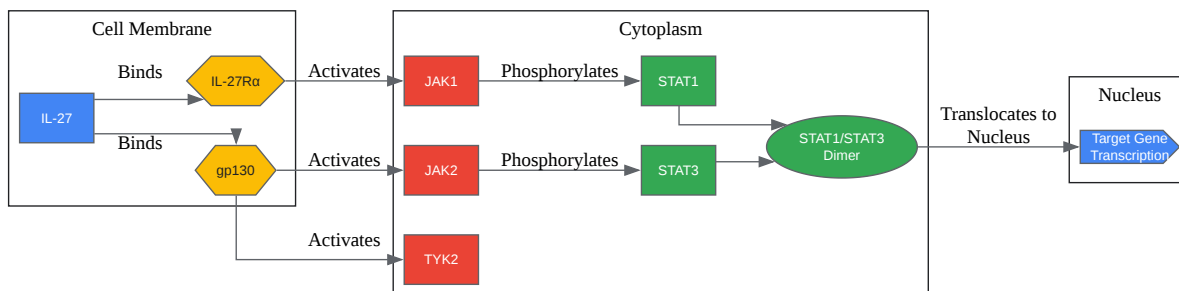 Cell Membrane
Cytoplasm
Binds
IL-27Rα
Activates
JAK1
Phosphorylates
STAT1
Nucleus
IL-27
Translocates to
Nucleus
Binds
STAT1/STAT3
Dimer
Target Gene
Transcription
gp130
Activates
JAK2
Phosphorylates
STAT3
Activates
TYK2